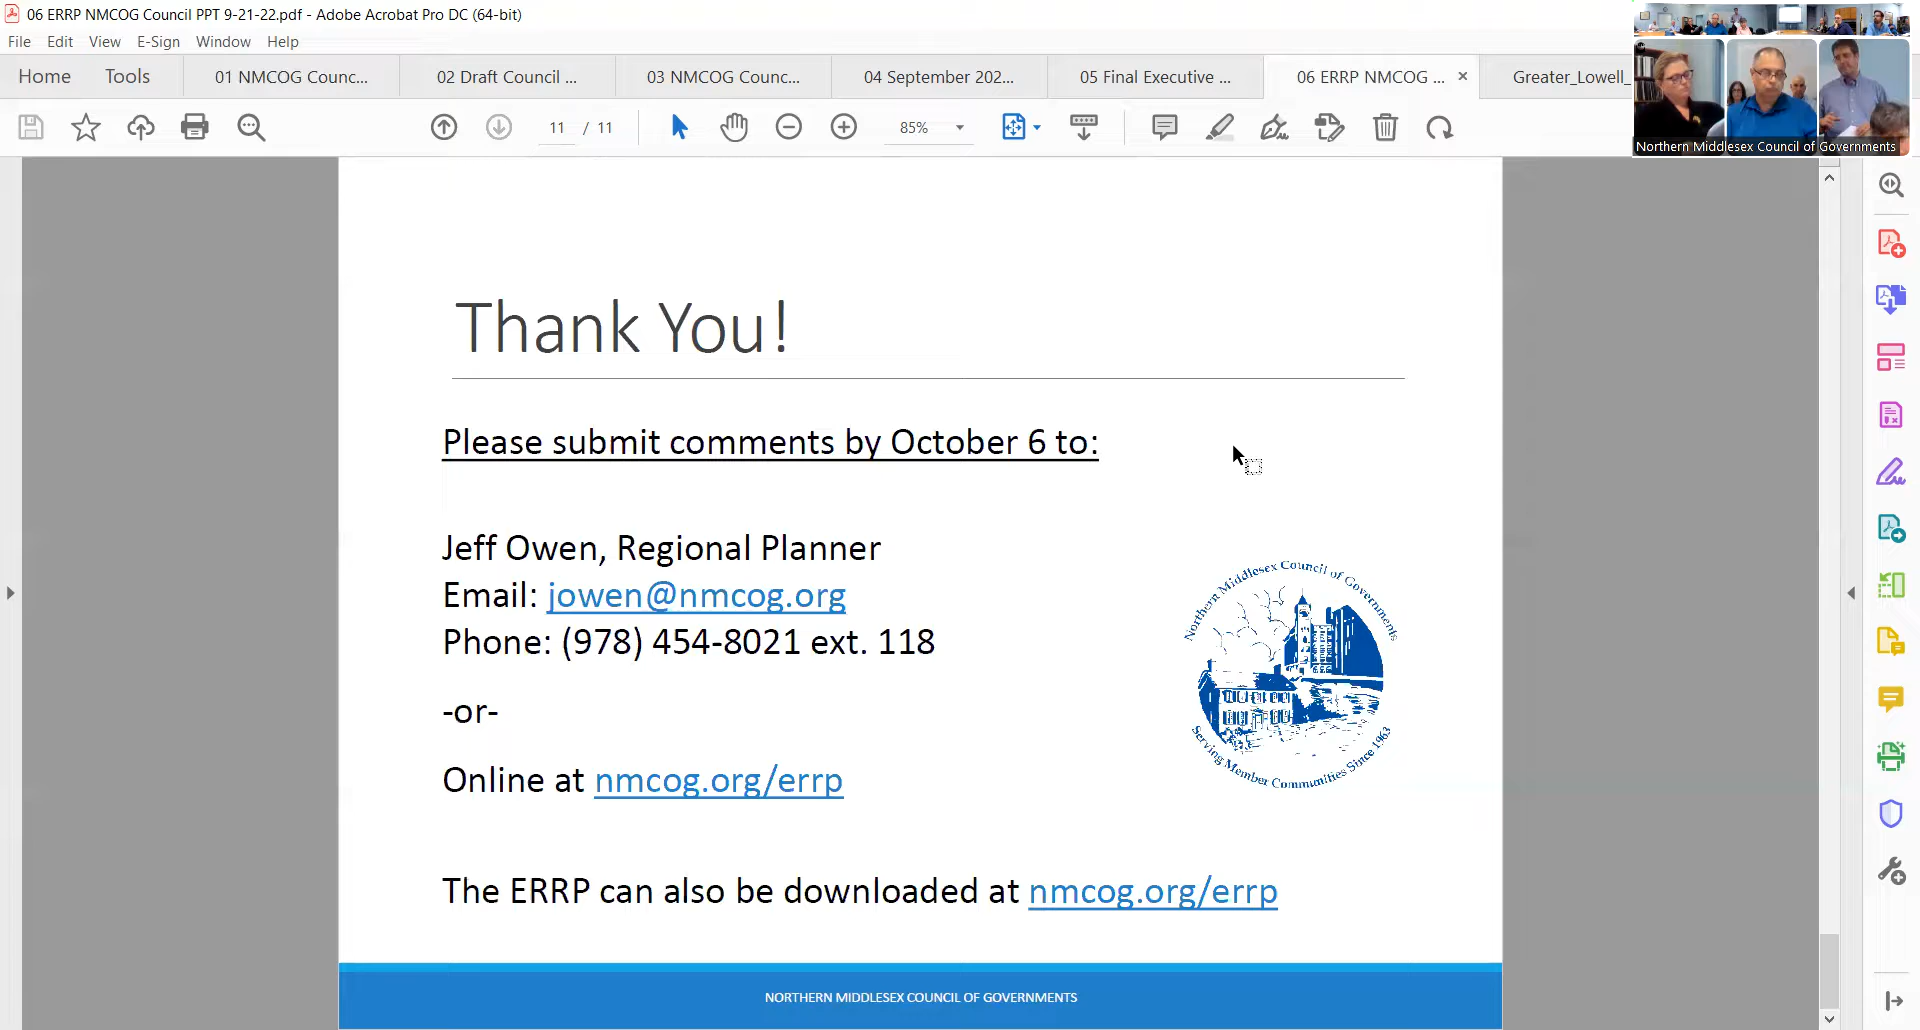 06 ERRP NMCOG Council PPT 9-21-22.pdf - Adobe Acrobat Pro DC (64-bit)
File Edit View E-Sign Window Help
Home Tools 01 NMCOG Counc... 02 Draft Council ... 03 NMCOG Counc... 04 September 202... 05 Final Executive ... 06 ERRP NMCOG ... Greater_Lowell_
11 / 11 85%
Northern Middlesex Council of Governments
Thank You!
Please submit comments by October 6 to:
Jeff Owen, Regional Planner
Email: jowen@nmcog.org
Phone: (978) 454-8021 ext. 118
-or-
Online at nmcog.org/errp
The ERRP can also be downloaded at nmcog.org/errp
Northern Middlesex Council of Governments
Serving Member Communities Since 1963
NORTHERN MIDDLESEX COUNCIL OF GOVERNMENTS